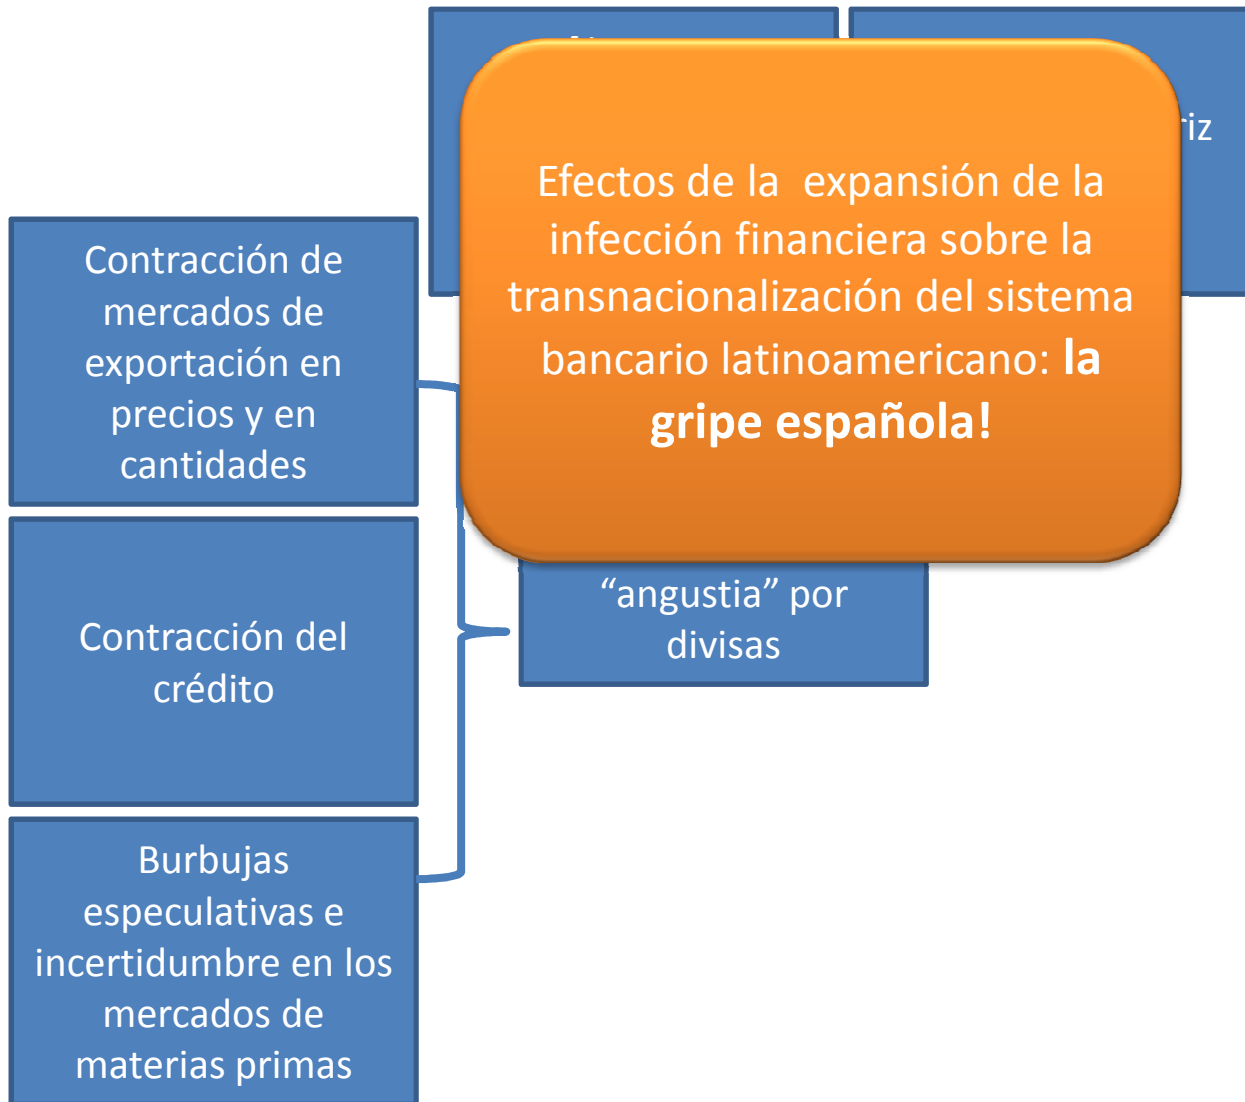 Efectos de la expansión de la
infección financiera sobre la
transnacionalización del sistema
bancario latinoamericano: la
gripe española!
Contracción de
mercados de
exportación en
precios y en
cantidades
Contracción del
crédito
“angustia” por
divisas
Burbujas
especulativas e
incertidumbre en los
mercados de
materias primas